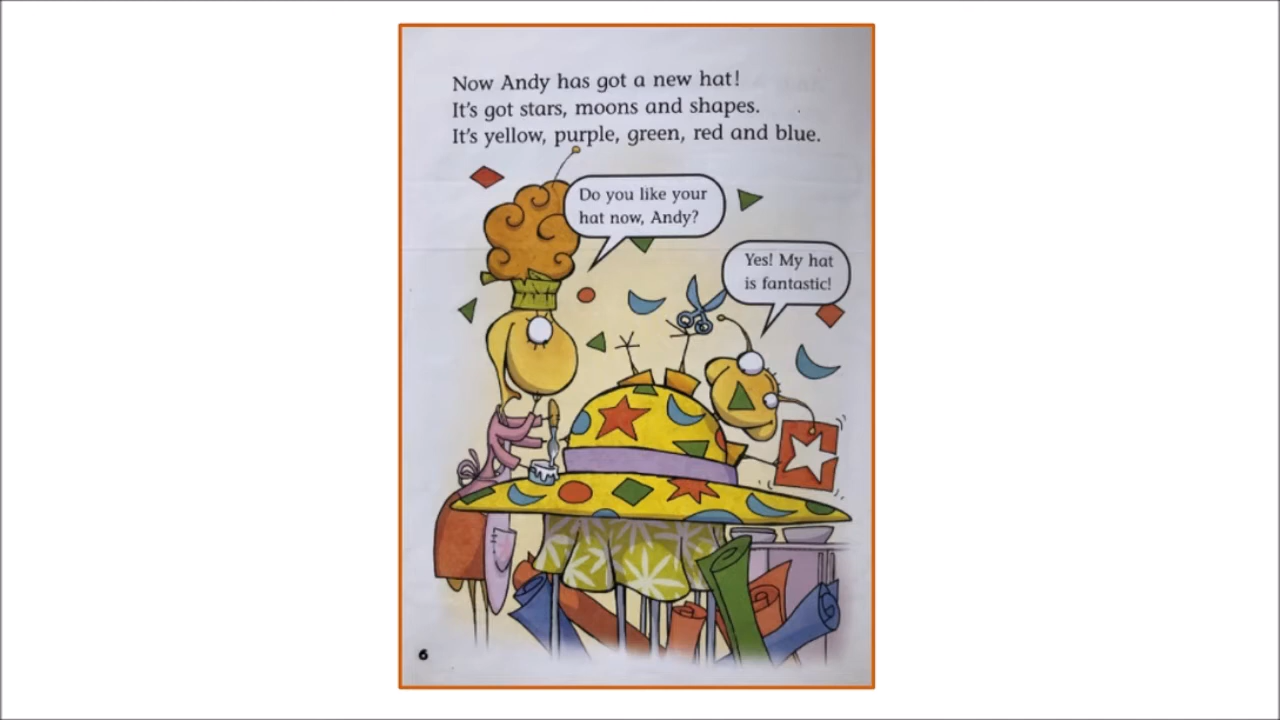 Now Andy has got a new hat!
It's got stars, moons and shapes.
It's yellow, purple, green, red and blue.
Do you like your
hat now, Andy?
Yes! My hat
is fantastic!
6